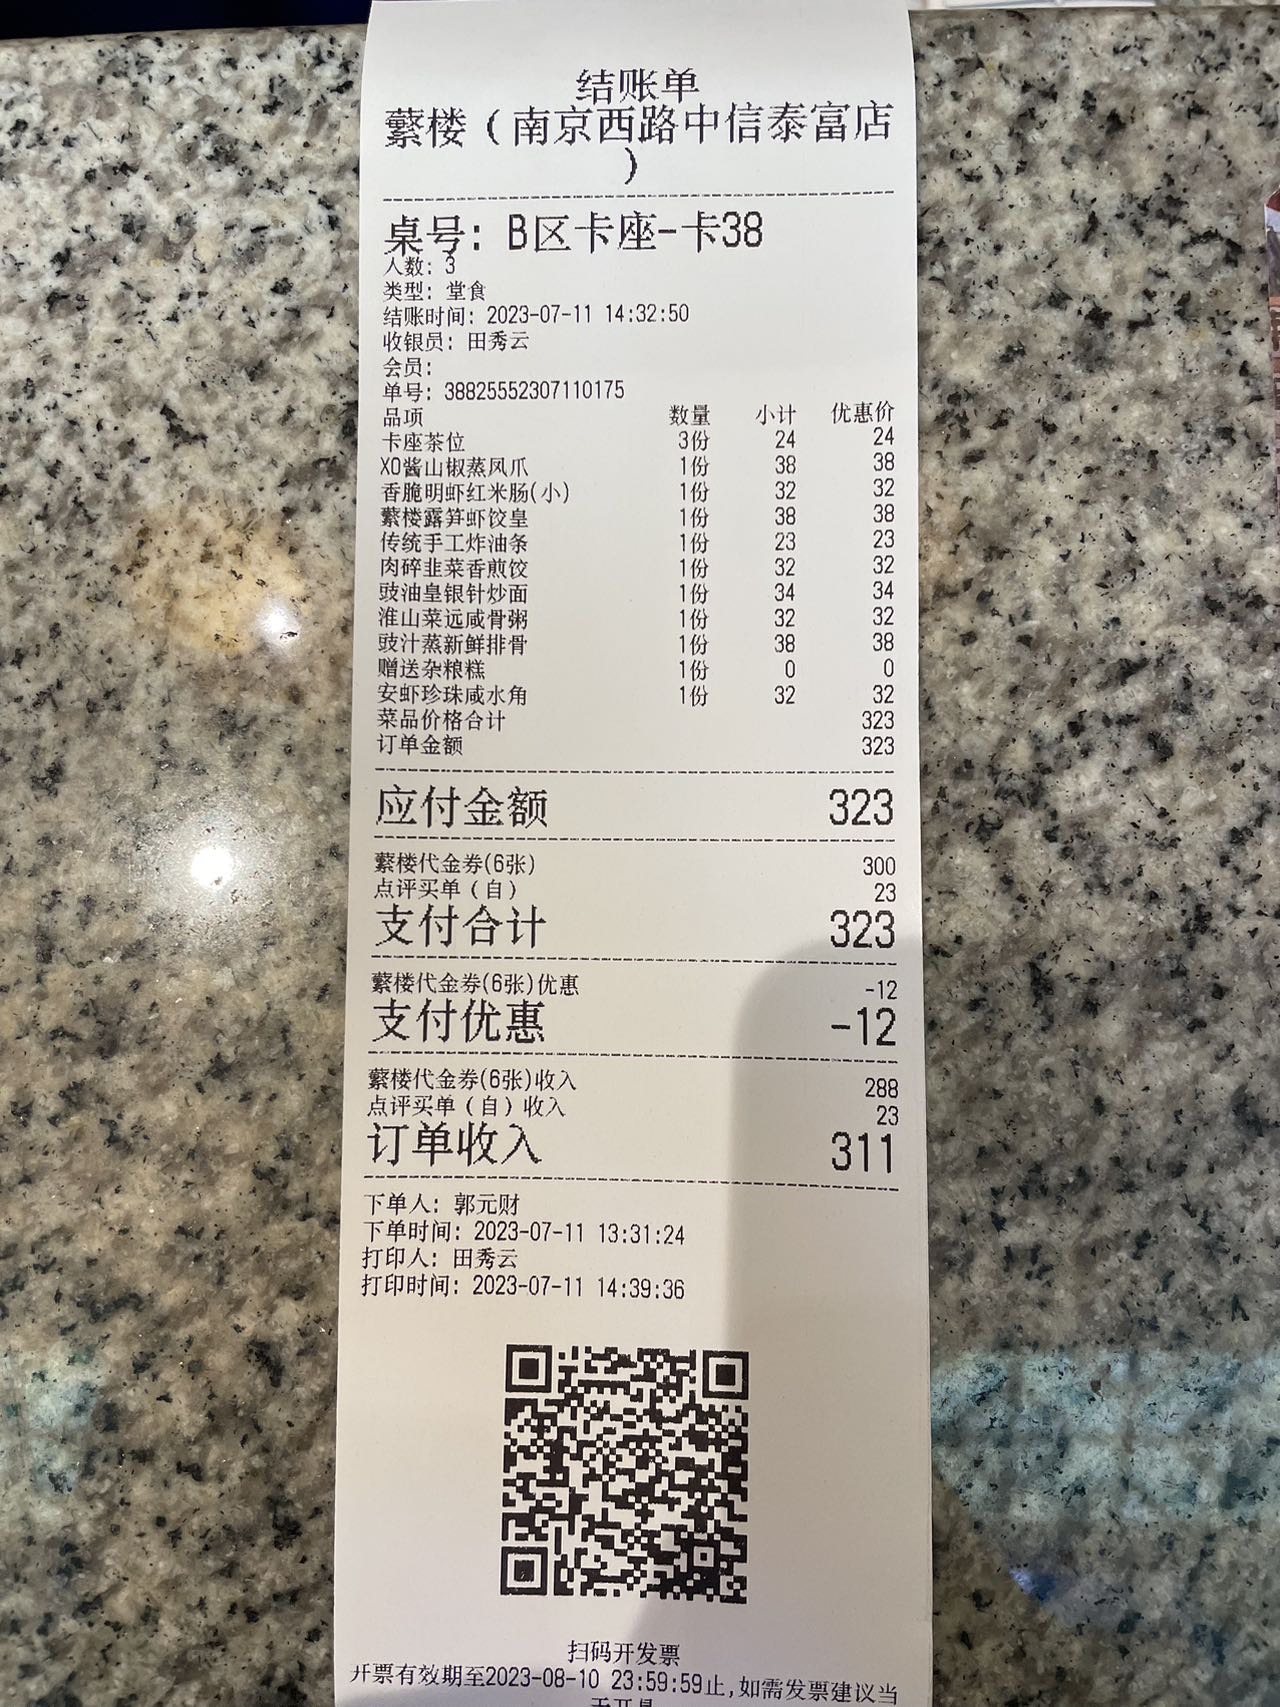 结账单
蘩楼（南京西路中信泰富店
）
桌号: B区卡座-卡38
人数: 3
类型: 堂食
结账时间: 2023-07-11 14:32:50
收银员: 田秀云
会员:
单号: 38825552307110175
品项 数量 小计 优惠价
卡座茶位 3份 24 24
XO酱山椒蒸凤爪 1份 38 38
香脆明虾红米肠(小) 1份 32 32
蘩楼露笋虾饺皇 1份 38 38
传统手工炸油条 1份 23 23
肉碎韭菜香煎饺 1份 32 32
豉油皇银针炒面 1份 34 34
淮山菜远咸骨粥 1份 32 32
豉汁蒸新鲜排骨 1份 38 38
赠送杂粮糕 1份 0 0
安虾珍珠咸水角 1份 32 32
菜品价格合计 323
订单金额 323
应付金额 323
蘩楼代金券(6张) 300
点评买单（自） 23
支付合计 323
蘩楼代金券(6张)优惠 -12
支付优惠 -12
蘩楼代金券(6张)收入 288
点评买单（自）收入 23
订单收入 311
下单人: 郭元财
下单时间: 2023-07-11 13:31:24
打印人: 田秀云
打印时间: 2023-07-11 14:39:36
扫码开发票
开票有效期至2023-08-10 23:59:59止,如需发票建议当